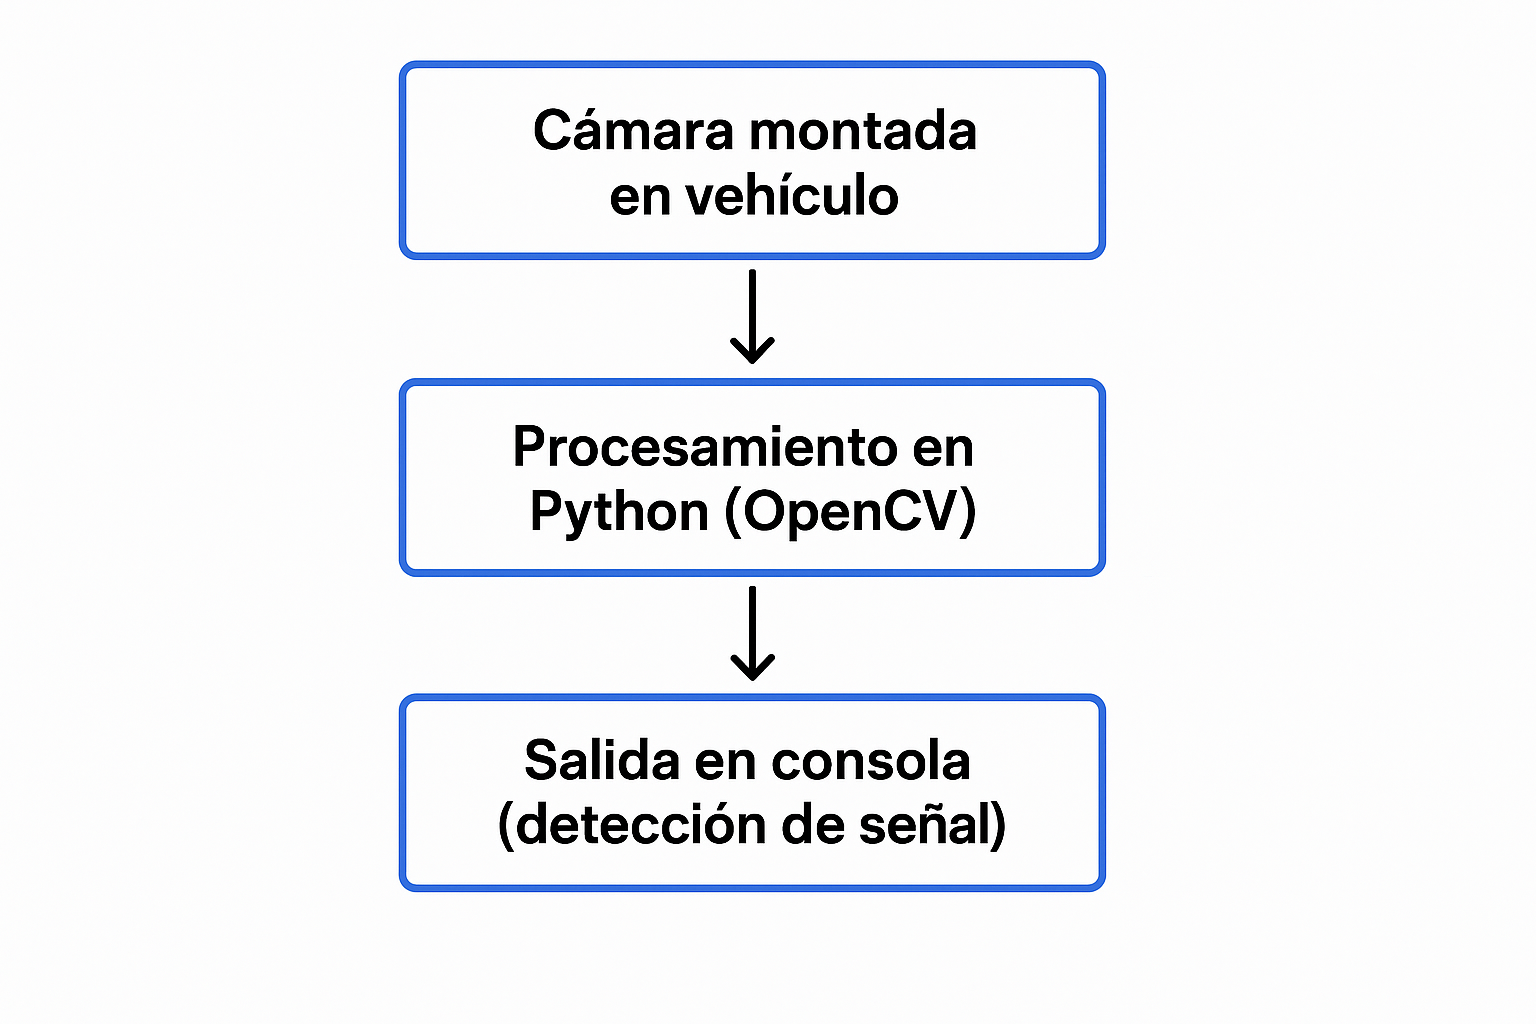 Cámara montada
en vehículo
Procesamiento en
Python (OpenCV)
Salida en consola
(detección de señal)